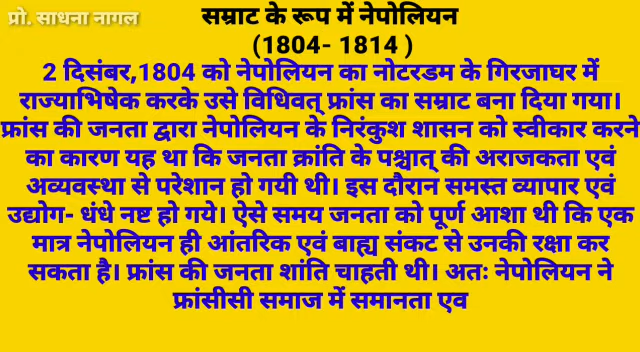 प्रो. साधना नागल
सम्राट के रूप में नेपोलियन
(1804- 1814 )
2 दिसंबर,1804 को नेपोलियन का नोटरडम के गिरजाघर में
राज्याभिषेक करके उसे विधिवत् फ्रांस का सम्राट बना दिया गया।
फ्रांस की जनता द्वारा नेपोलियन के निरंकुश शासन को स्वीकार करने
का कारण यह था कि जनता क्रांति के पश्चात् की अराजकता एवं
अव्यवस्था से परेशान हो गयी थी। इस दौरान समस्त व्यापार एवं
उद्योग- धंधे नष्ट हो गये। ऐसे समय जनता को पूर्ण आशा थी कि एक
मात्र नेपोलियन ही आंतरिक एवं बाह्य संकट से उनकी रक्षा कर
सकता है। फ्रांस की जनता शांति चाहती थी। अतः नेपोलियन ने
फ्रांसीसी समाज में समानता एव